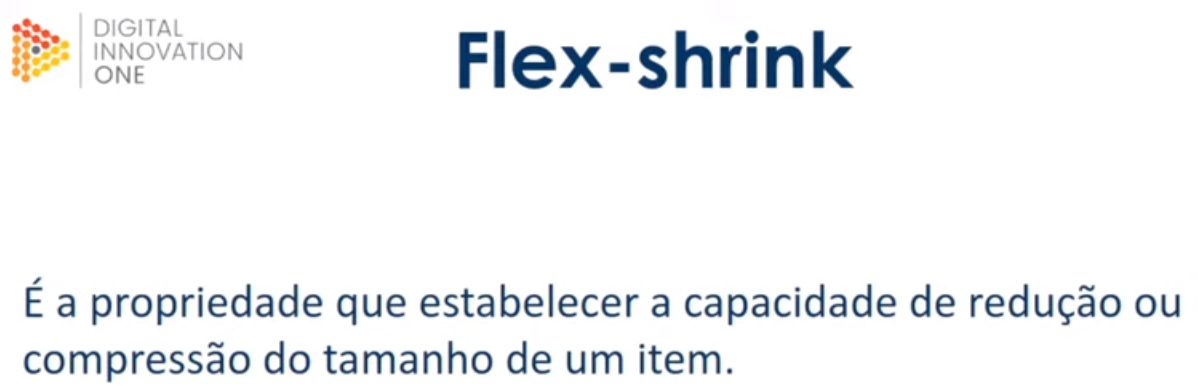 DIGITAL
INNOVATION
ONE
Flex-shrink
É a propriedade que estabelecer a capacidade de redução ou
compressão do tamanho de um item.